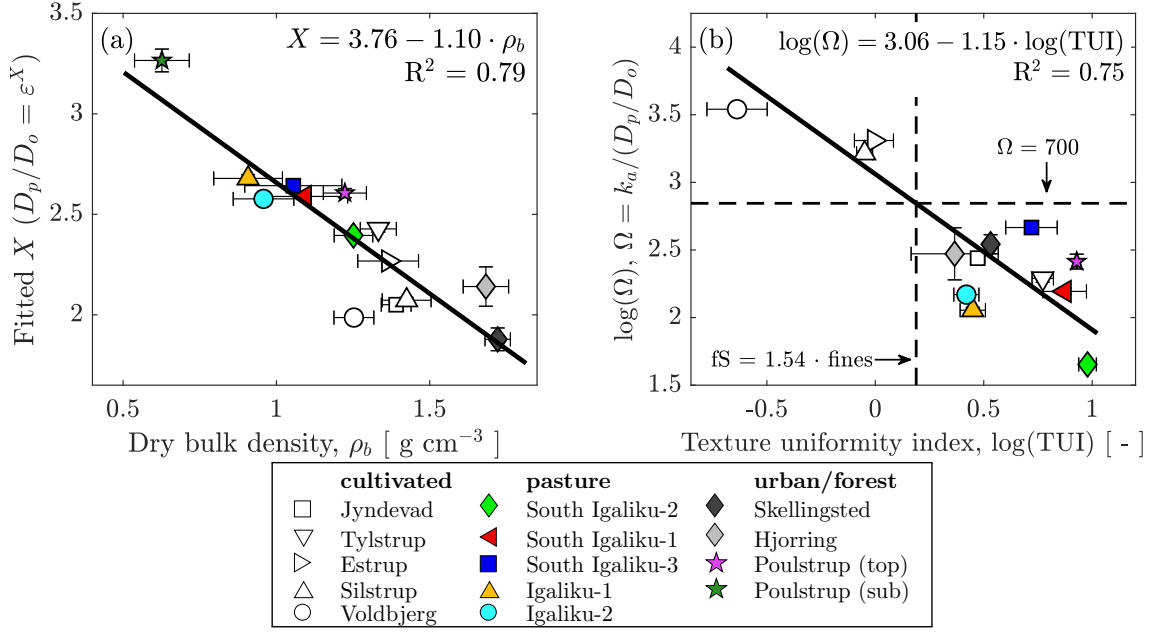 (a)
X = 3.76 − 1.10 · ρb
R² = 0.79
Fitted X (Dp/Do = εX)
3.5
3
2.5
2
0.5
1
1.5
Dry bulk density, ρb [ g cm−3 ]
(b)
log(Ω) = 3.06 − 1.15 · log(TUI)
R² = 0.75
log(Ω), Ω = ka/(Dp/Do)
4
3.5
3
2.5
2
1.5
Ω = 700
fS = 1.54 · fines
-0.5
0
0.5
1
Texture uniformity index, log(TUI) [ - ]
cultivated
Jyndevad
Tylstrup
Estrup
Silstrup
Voldbjerg
pasture
South Igaliku-2
South Igaliku-1
South Igaliku-3
Igaliku-1
Igaliku-2
urban/forest
Skellingsted
Hjorring
Poulstrup (top)
Poulstrup (sub)